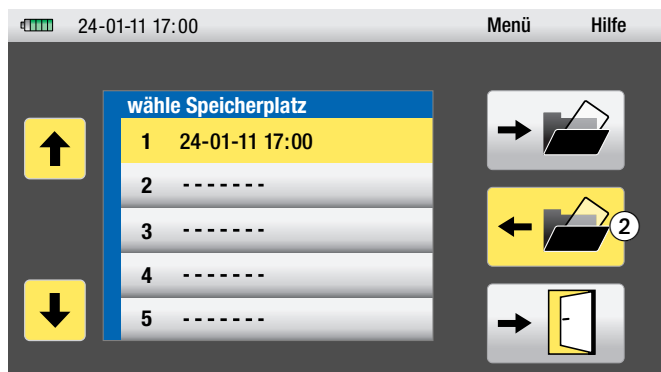 24-01-11 17:00 Menü Hilfe
wähle Speicherplatz
1 24-01-11 17:00
2 -------
3 -------
4 -------
5 -------
2